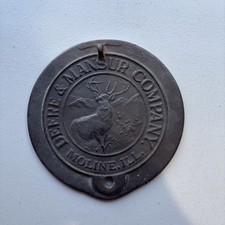 DEERE & MANSUR COMPANY.
MOLINE, ILL.